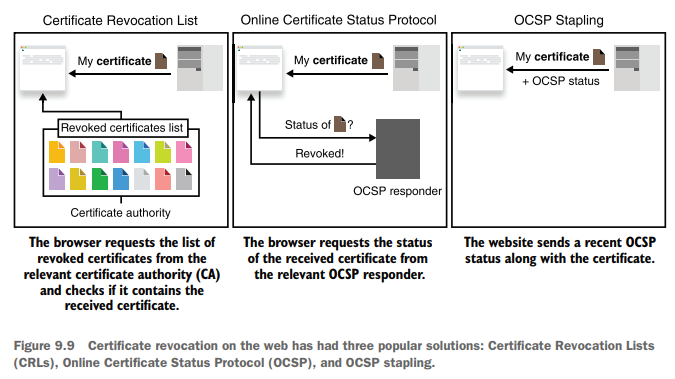 Certificate Revocation List
My certificate
Revoked certificates list
Certificate authority
The browser requests the list of
revoked certificates from the
relevant certificate authority (CA)
and checks if it contains the
received certificate.
Online Certificate Status Protocol
My certificate
Status of ?
Revoked!
OCSP responder
The browser requests the status
of the received certificate from
the relevant OCSP responder.
OCSP Stapling
My certificate
+ OCSP status
The website sends a recent OCSP
status along with the certificate.
Figure 9.9 Certificate revocation on the web has had three popular solutions: Certificate Revocation Lists
(CRLs), Online Certificate Status Protocol (OCSP), and OCSP stapling.